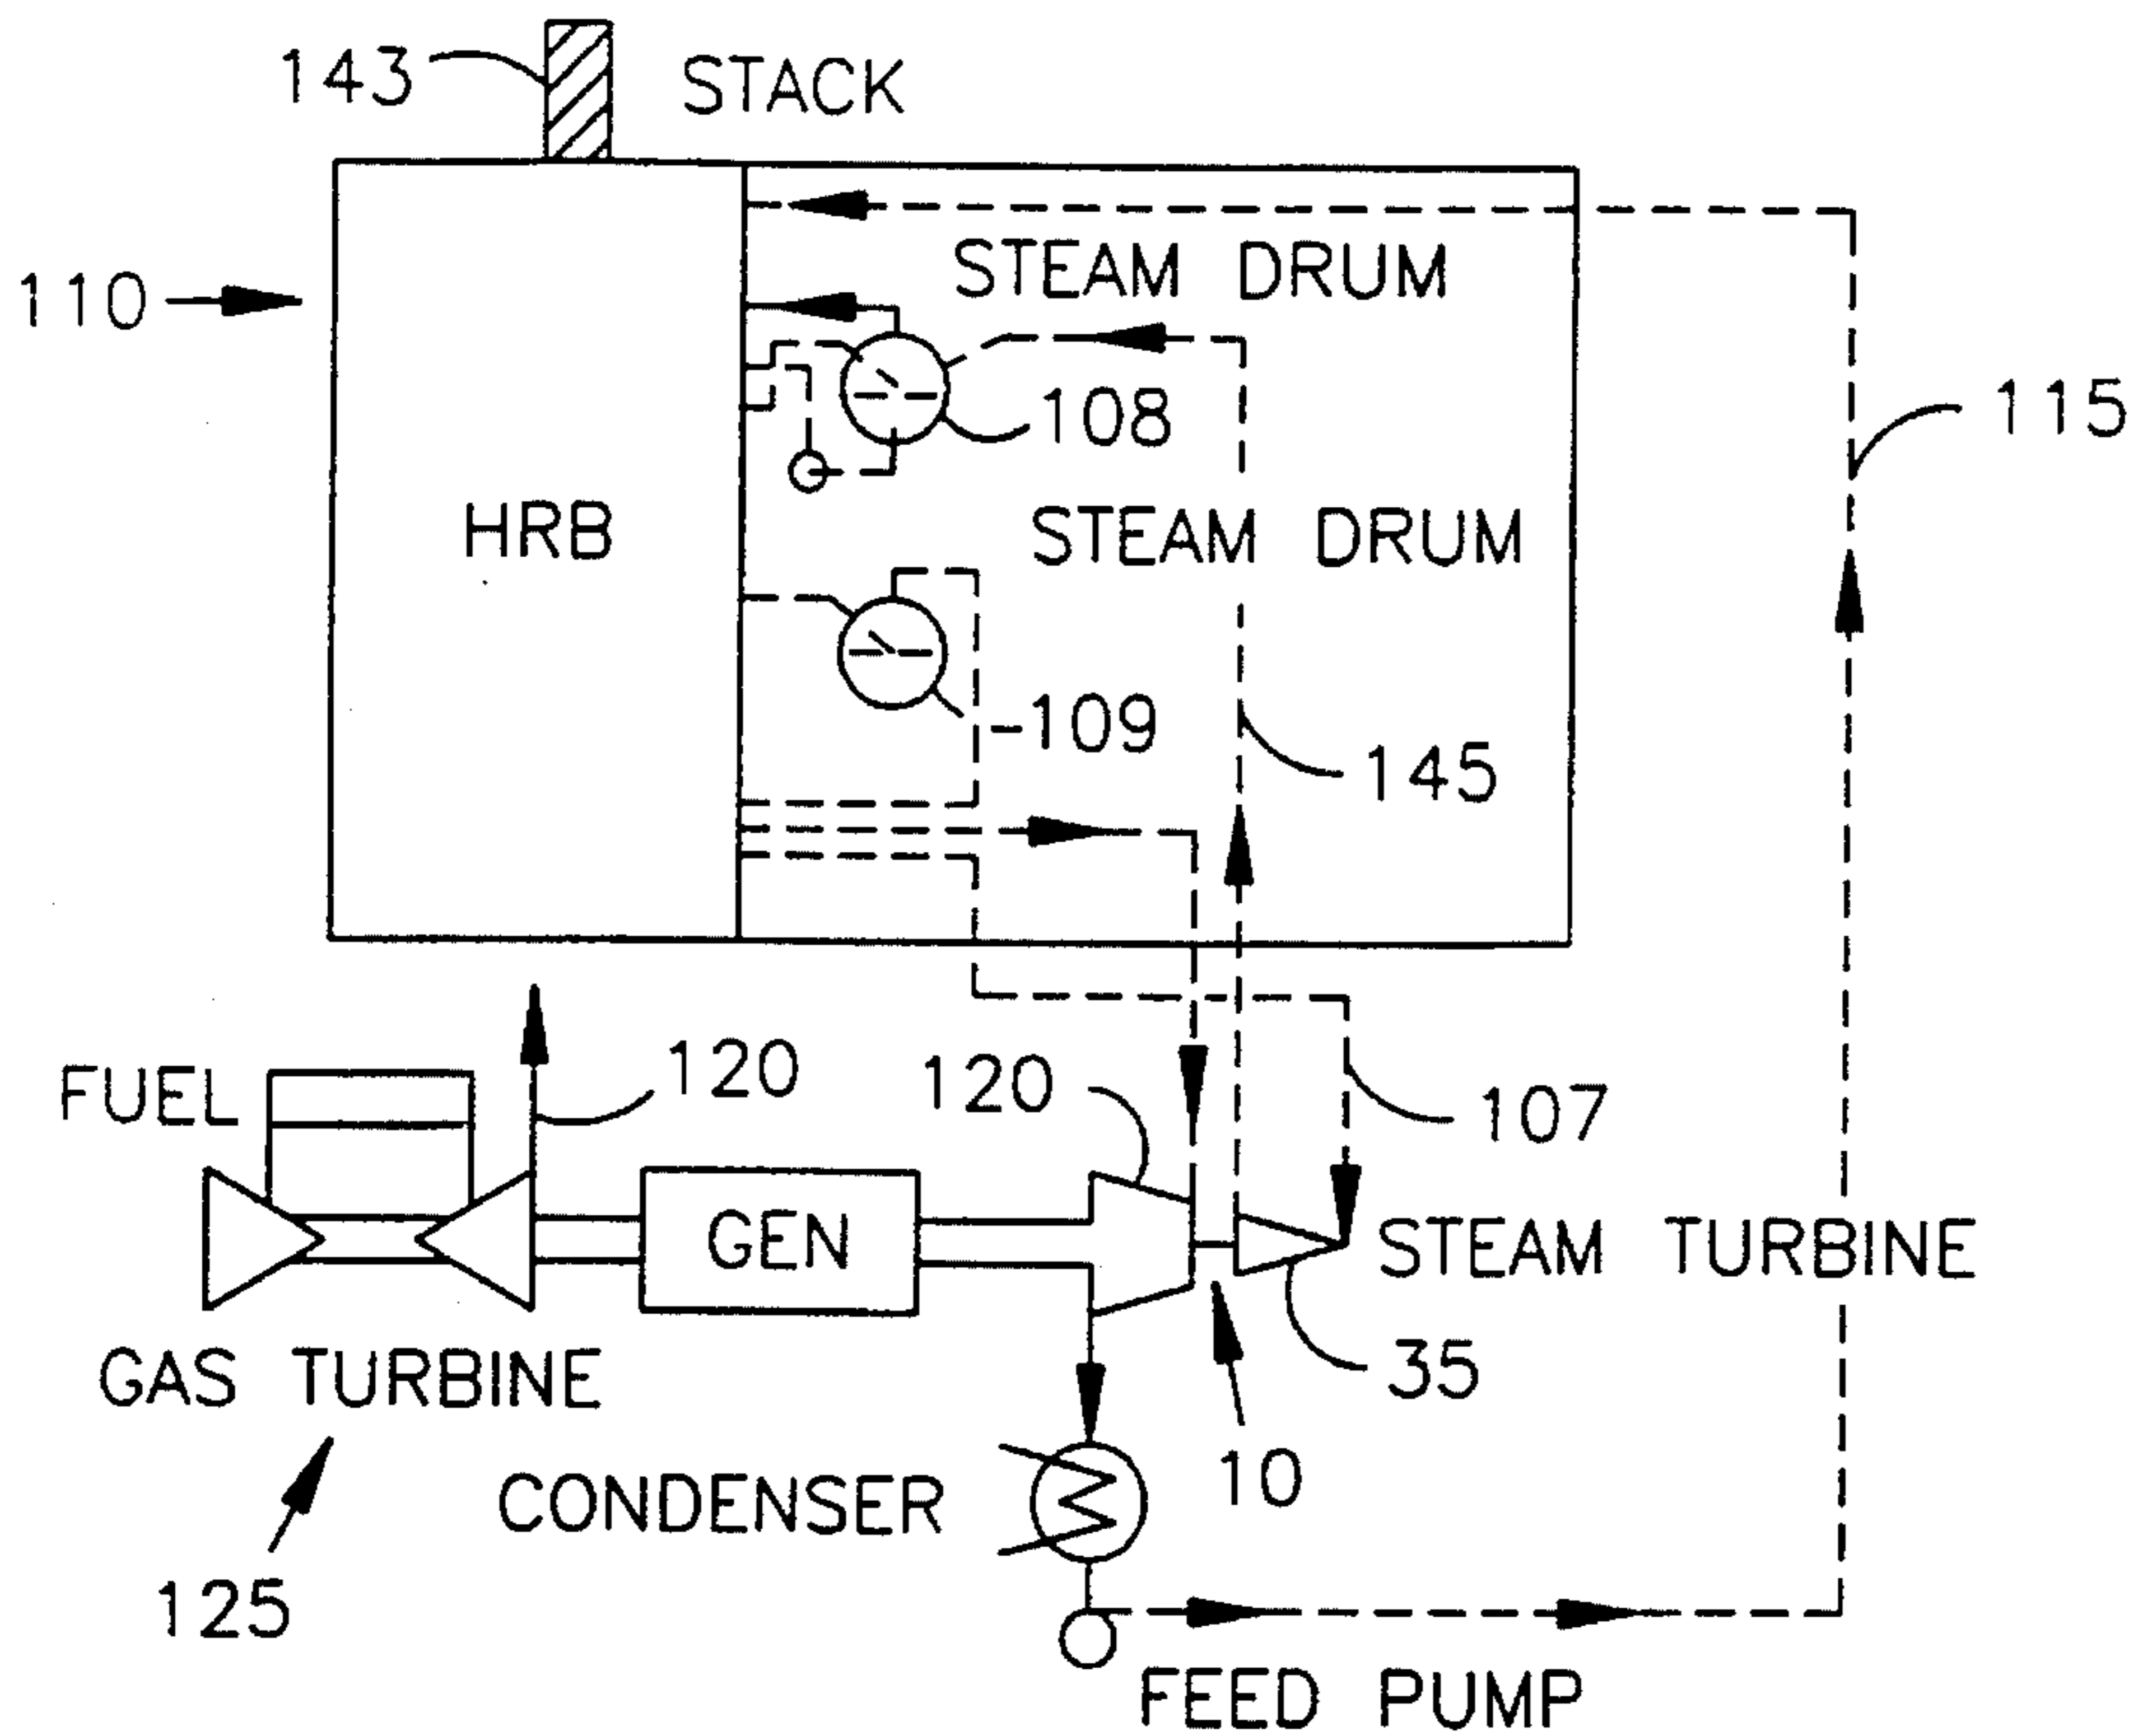 143
STACK
110
STEAM DRUM
108
115
HRB
STEAM DRUM
109
145
FUEL
120
120
107
GEN
STEAM TURBINE
GAS TURBINE
35
CONDENSER
10
125
FEED PUMP